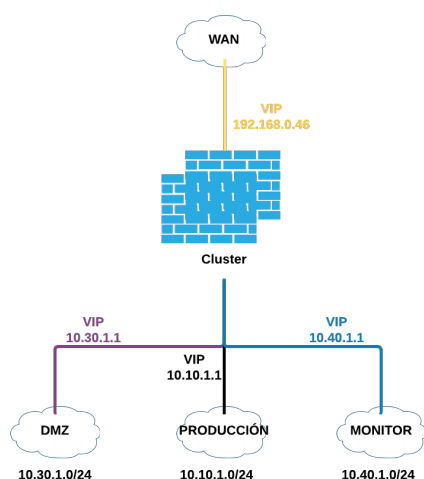 WAN
VIP
192.168.0.46
Cluster
VIP
10.30.1.1
VIP
10.40.1.1
VIP
10.10.1.1
DMZ
PRODUCCIÓN
MONITOR
10.30.1.0/24
10.10.1.0/24
10.40.1.0/24